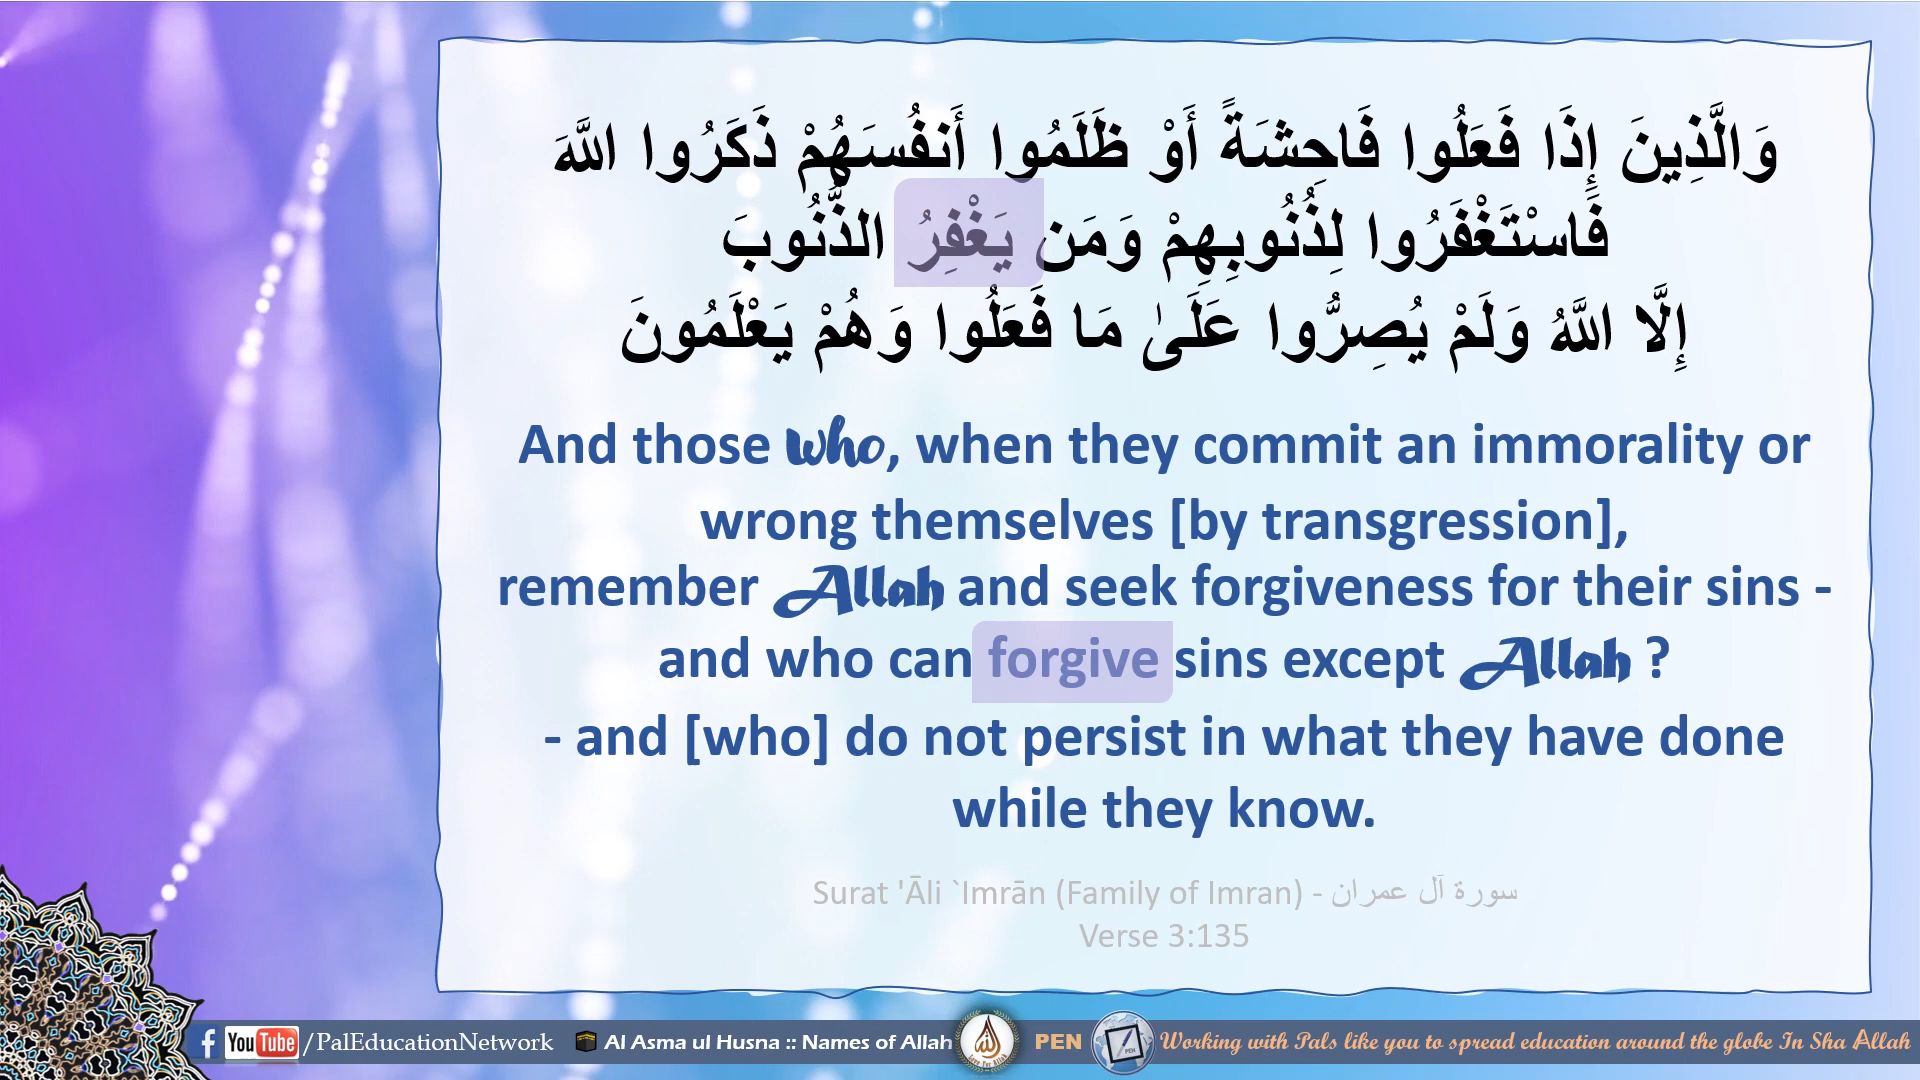 وَالَّذِينَ إِذَا فَعَلُوا فَاحِشَةً أَوْ ظَلَمُوا أَنفُسَهُمْ ذَكَرُوا اللَّهَ
فَاسْتَغْفَرُوا لِذُنُوبِهِمْ وَمَن يَغْفِرُ الذُّنُوبَ
إِلَّا اللَّهُ وَلَمْ يُصِرُّوا عَلَىٰ مَا فَعَلُوا وَهُمْ يَعْلَمُونَ
And those who, when they commit an immorality or
wrong themselves [by transgression],
remember Allah and seek forgiveness for their sins -
and who can forgive sins except Allah ?
- and [who] do not persist in what they have done
while they know.
Surat 'Āli `Imrān (Family of Imran) - سورة آل عمران
Verse 3:135
f YouTube /PalEducationNetwork Al Asma ul Husna :: Names of Allah PEN Working with Pals like you to spread education around the globe In Sha Allah